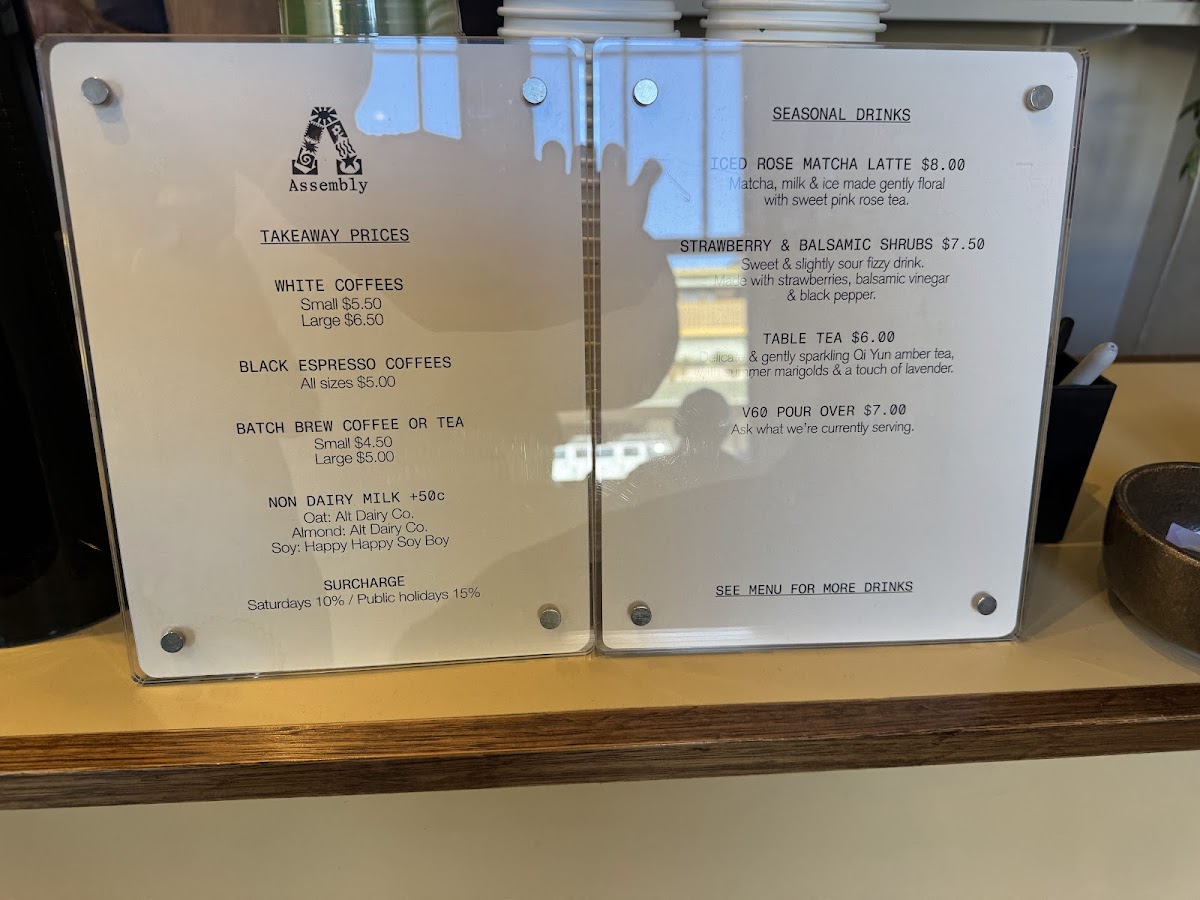 Assembly
TAKEAWAY PRICES
WHITE COFFEES
Small $5.50
Large $6.50
BLACK ESPRESSO COFFEES
All sizes $5.00
BATCH BREW COFFEE OR TEA
Small $4.50
Large $5.00
NON DAIRY MILK +50c
Oat: Alt Dairy Co.
Almond: Alt Dairy Co.
Soy: Happy Happy Soy Boy
SURCHARGE
Saturdays 10% / Public holidays 15%
SEASONAL DRINKS
ICED ROSE MATCHA LATTE $8.00
Matcha, milk & ice made gently floral
with sweet pink rose tea.
STRAWBERRY & BALSAMIC SHRUBS $7.50
Sweet & slightly sour fizzy drink.
Made with strawberries, balsamic vinegar
& black pepper.
TABLE TEA $6.00
Delicate & gently sparkling Qi Yun amber tea,
with summer marigolds & a touch of lavender.
V60 POUR OVER $7.00
Ask what we're currently serving.
SEE MENU FOR MORE DRINKS